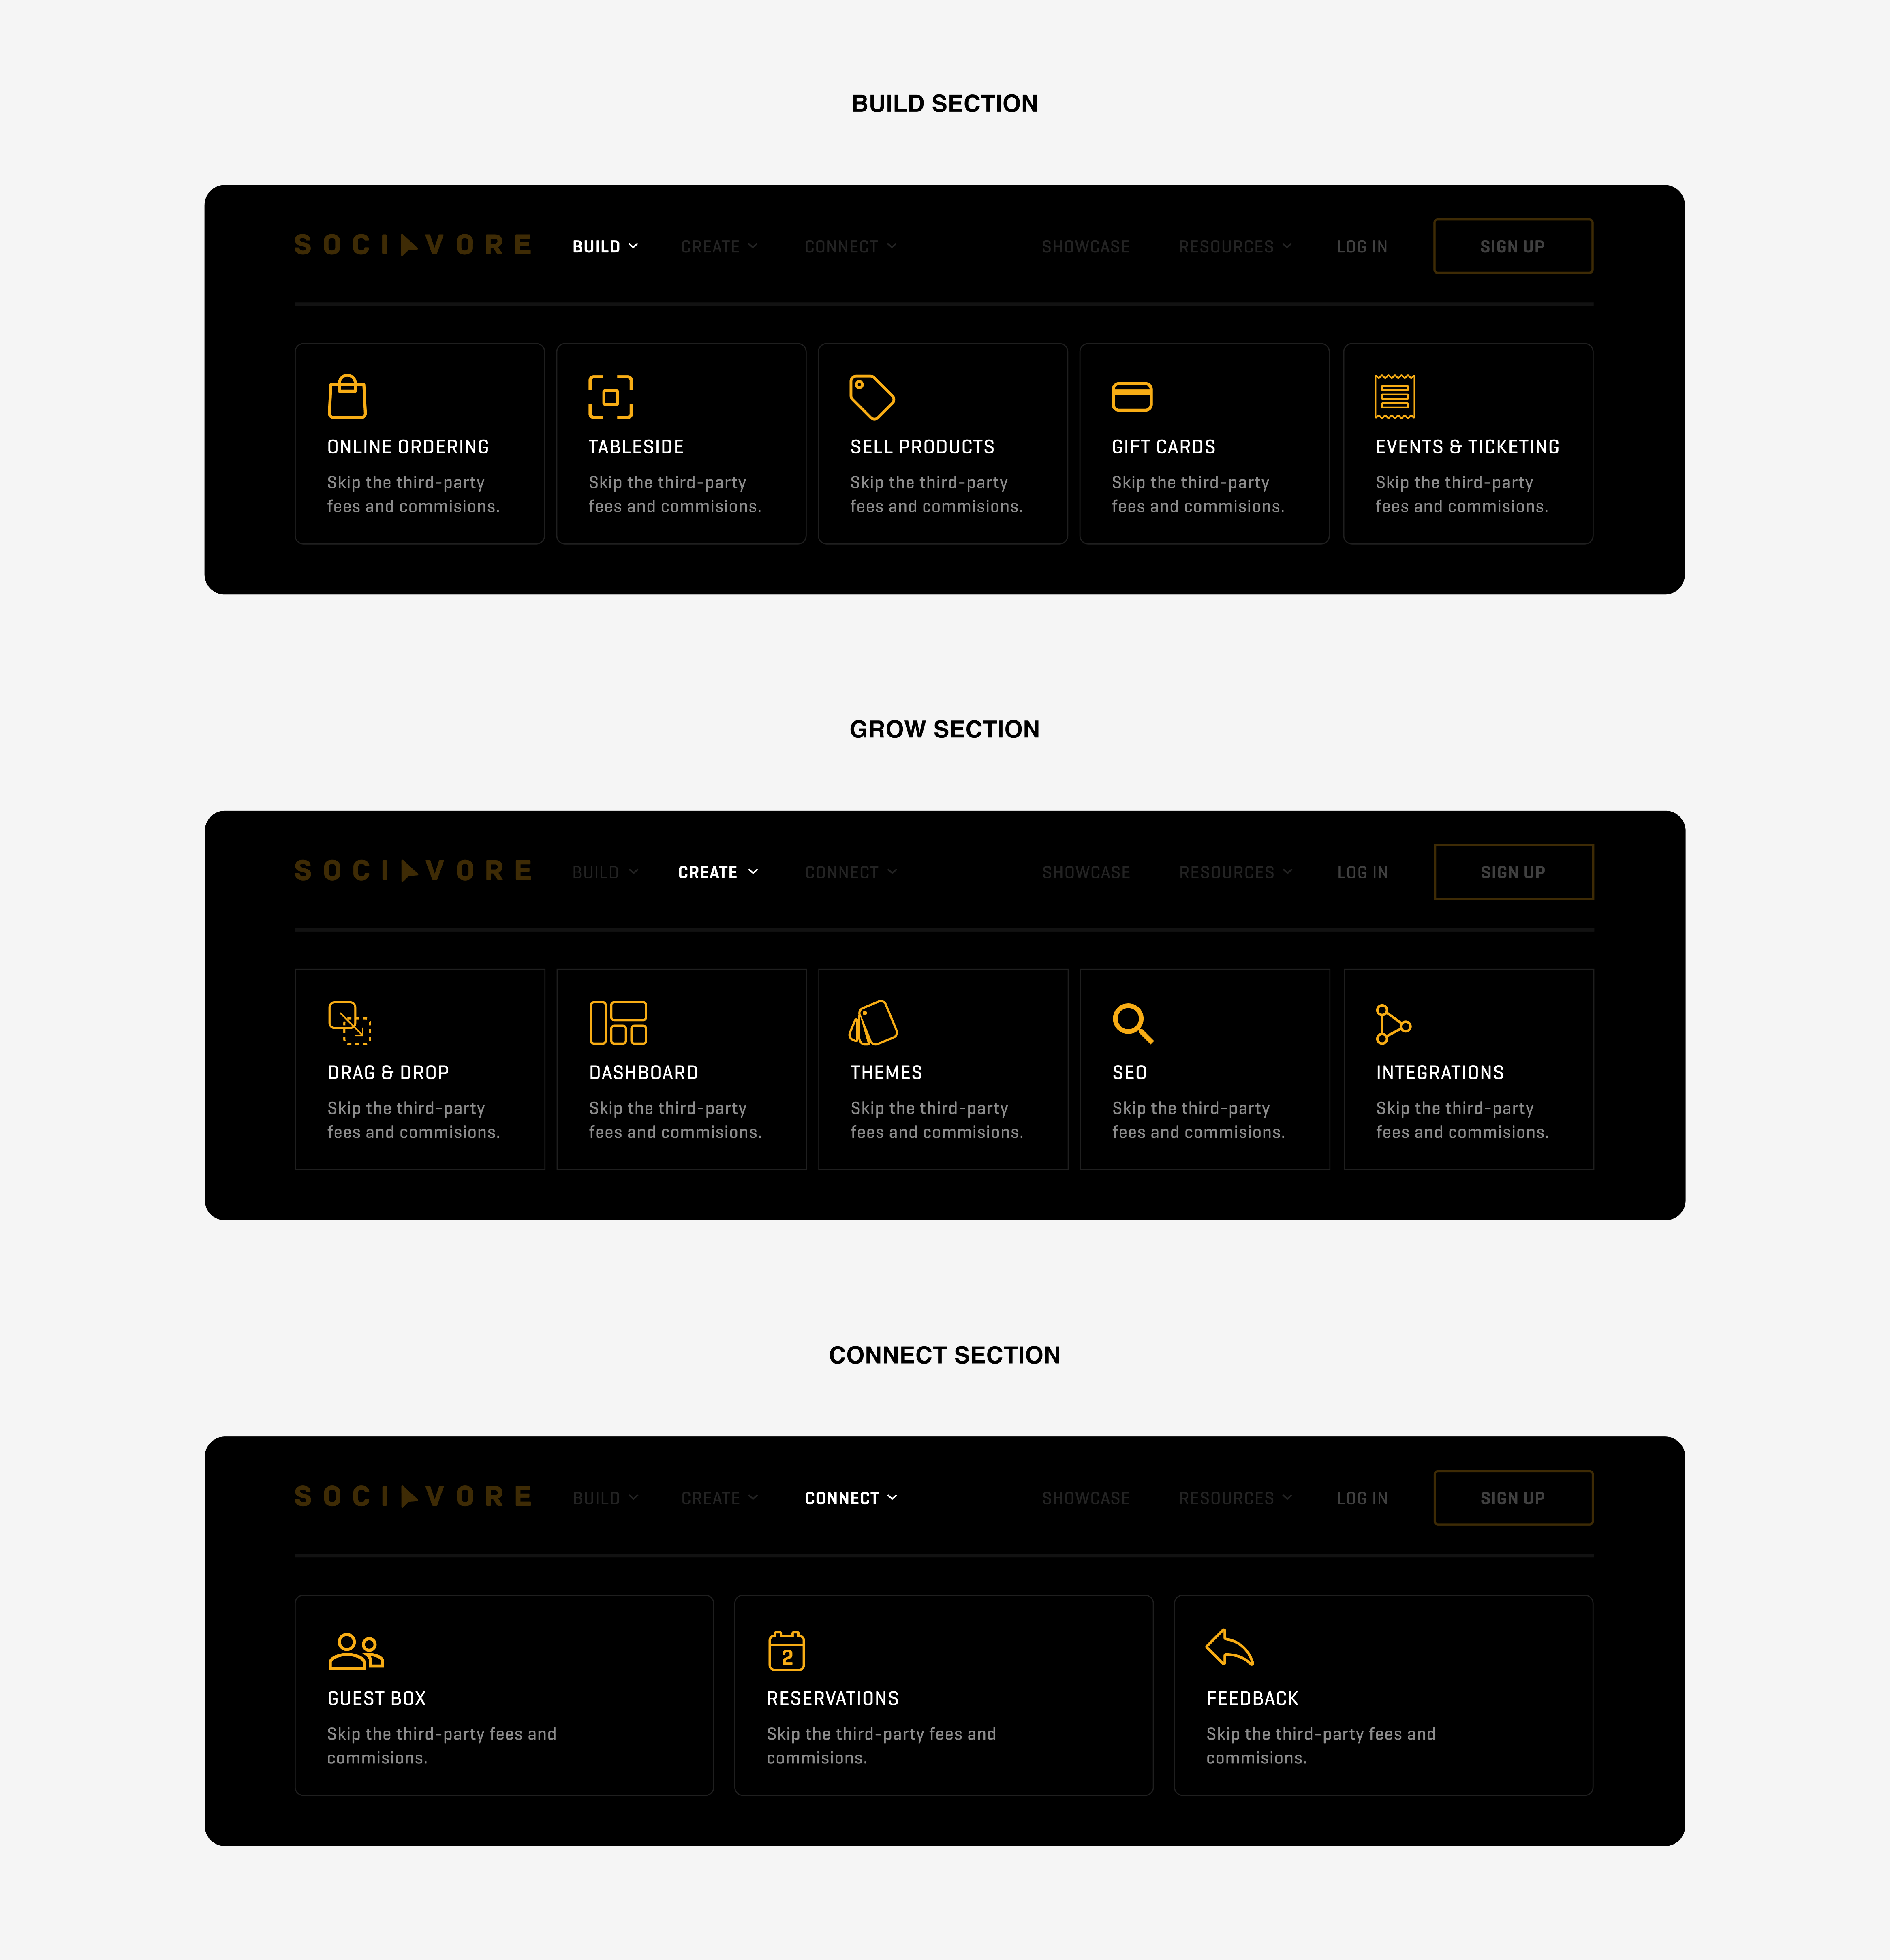 BUILD SECTION
SOCIAVORE BUILD CREATE CONNECT SHOWCASE RESOURCES LOG IN SIGN UP
ONLINE ORDERING
Skip the third-party
fees and commisions.
TABLESIDE
Skip the third-party
fees and commisions.
SELL PRODUCTS
Skip the third-party
fees and commisions.
GIFT CARDS
Skip the third-party
fees and commisions.
EVENTS & TICKETING
Skip the third-party
fees and commisions.
GROW SECTION
SOCIAVORE BUILD CREATE CONNECT SHOWCASE RESOURCES LOG IN SIGN UP
DRAG & DROP
Skip the third-party
fees and commisions.
DASHBOARD
Skip the third-party
fees and commisions.
THEMES
Skip the third-party
fees and commisions.
SEO
Skip the third-party
fees and commisions.
INTEGRATIONS
Skip the third-party
fees and commisions.
CONNECT SECTION
SOCIAVORE BUILD CREATE CONNECT SHOWCASE RESOURCES LOG IN SIGN UP
GUEST BOX
Skip the third-party fees and
commisions.
2
RESERVATIONS
Skip the third-party fees and
commisions.
FEEDBACK
Skip the third-party fees and
commisions.